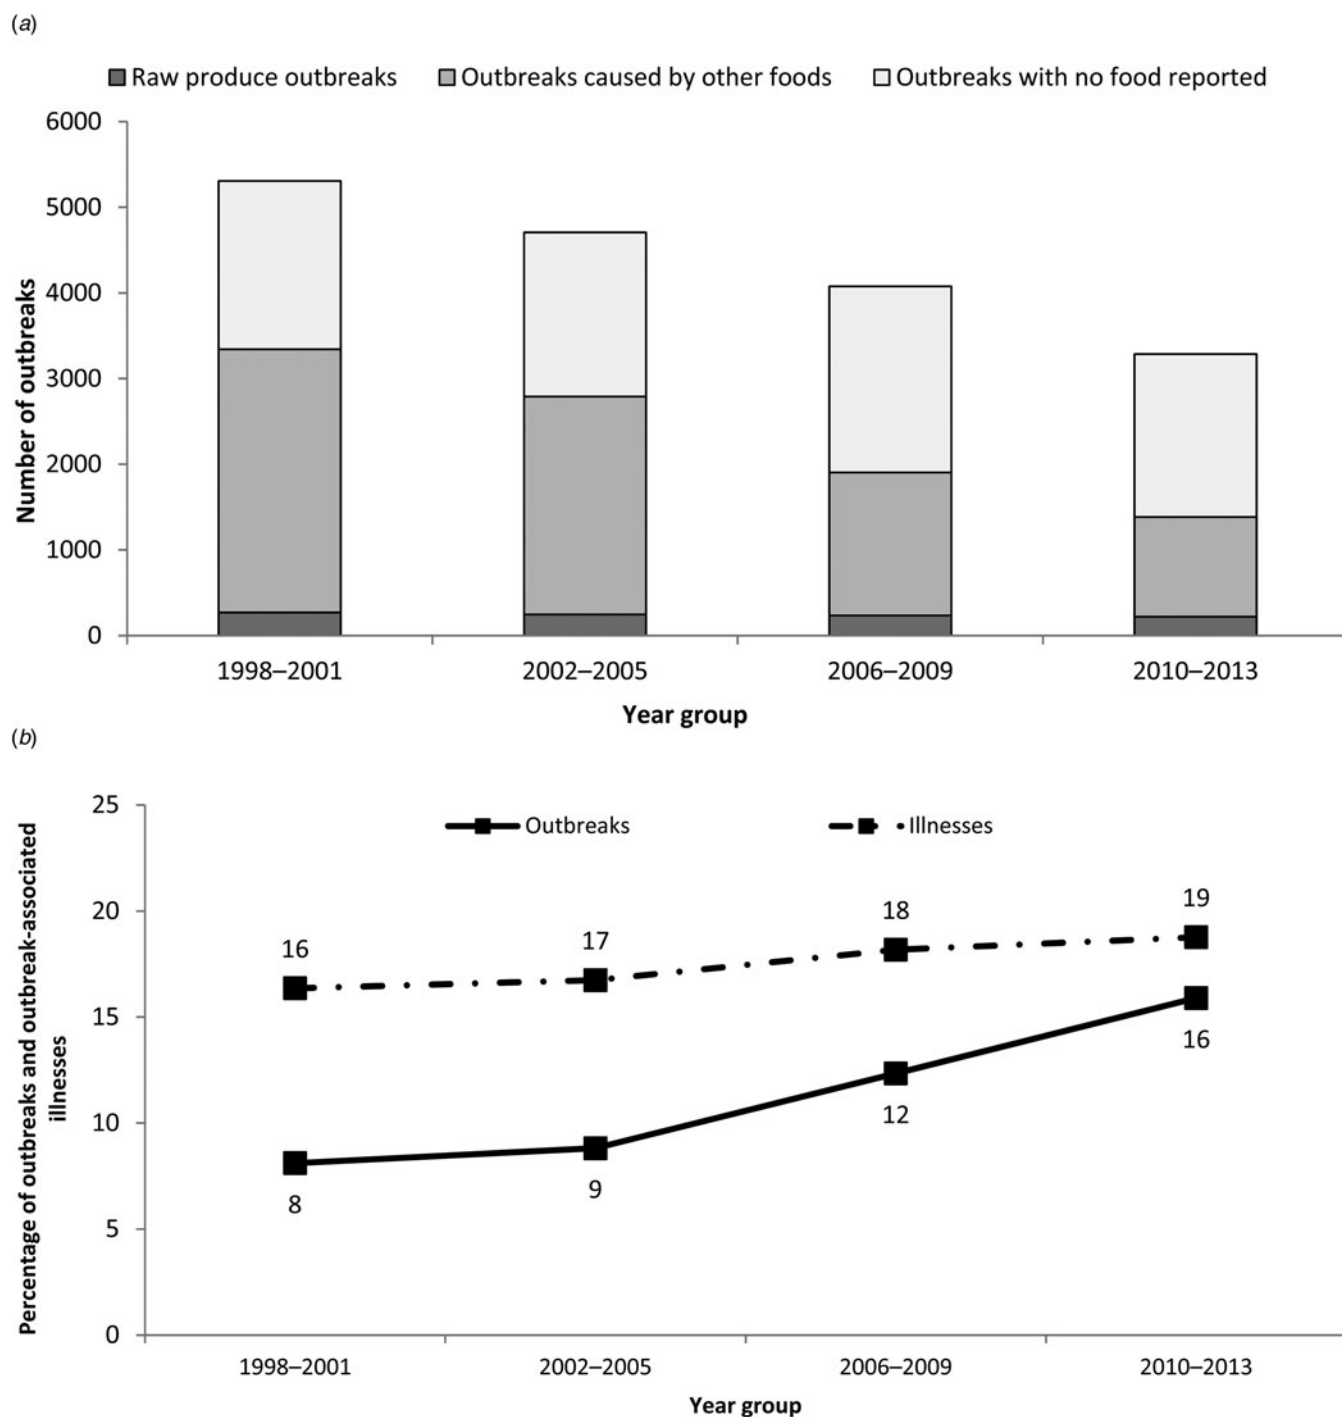 (a)
Raw produce outbreaks Outbreaks caused by other foods Outbreaks with no food reported
6000
5000
4000
3000
2000
1000
0
Number of outbreaks
1998–2001 2002–2005 2006–2009 2010–2013
Year group
(b)
25
20
15
10
5
0
Percentage of outbreaks and outbreak-associated
illnesses
Outbreaks Illnesses
16 17 18 19
8 9 12 16
1998–2001 2002–2005 2006–2009 2010–2013
Year group